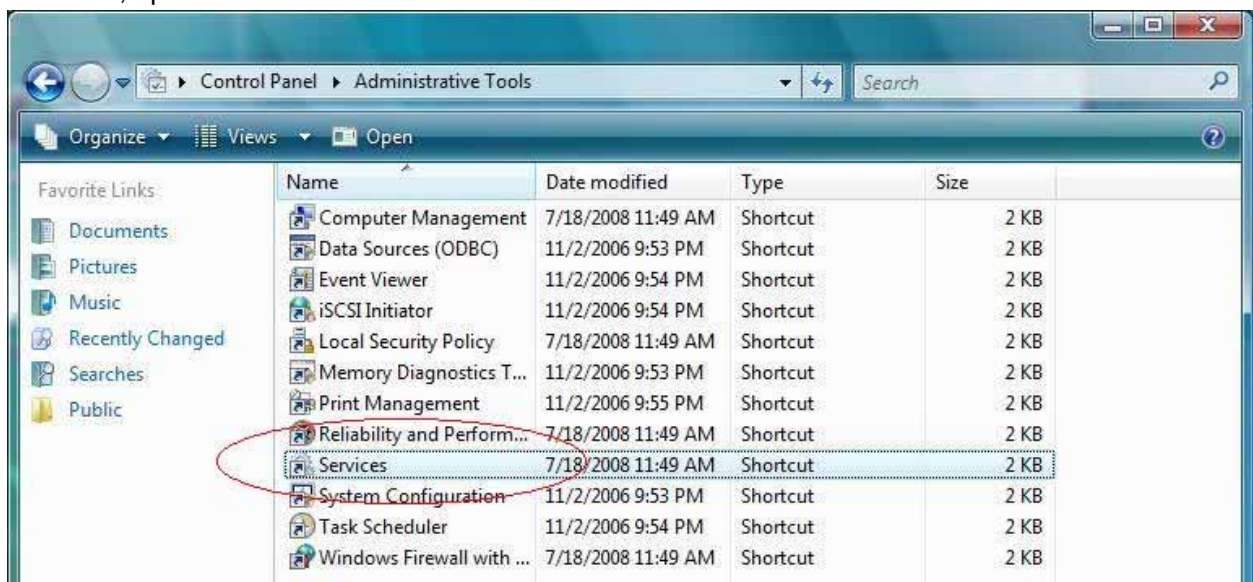 Control Panel ▸ Administrative Tools Search
Organize Views Open
Favorite Links
Documents
Pictures
Music
Recently Changed
Searches
Public
Name Date modified Type Size
Computer Management 7/18/2008 11:49 AM Shortcut 2 KB
Data Sources (ODBC) 11/2/2006 9:53 PM Shortcut 2 KB
Event Viewer 11/2/2006 9:54 PM Shortcut 2 KB
iSCSI Initiator 11/2/2006 9:54 PM Shortcut 2 KB
Local Security Policy 7/18/2008 11:49 AM Shortcut 2 KB
Memory Diagnostics T... 11/2/2006 9:53 PM Shortcut 2 KB
Print Management 11/2/2006 9:55 PM Shortcut 2 KB
Reliability and Perform... 7/18/2008 11:49 AM Shortcut 2 KB
Services 7/18/2008 11:49 AM Shortcut 2 KB
System Configuration 11/2/2006 9:53 PM Shortcut 2 KB
Task Scheduler 11/2/2006 9:54 PM Shortcut 2 KB
Windows Firewall with ... 7/18/2008 11:49 AM Shortcut 2 KB